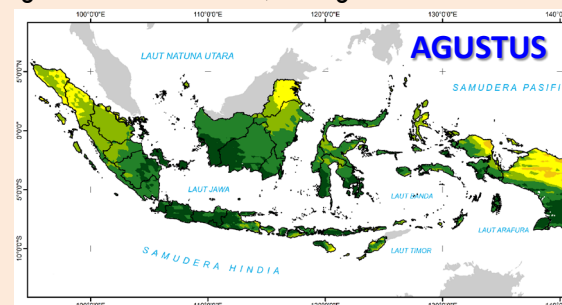 100°0'0"E 110°0'0"E 120°0'0"E 130°0'0"E
AGUSTUS
LAUT NATUNA UTARA
SAMUDERA PASIFI
5°0'0"N
0°0'0"
LAUT JAWA
LAUT BANDA
5°0'0"S
LAUT ARAFURA
SAMUDERA HINDIA
LAUT TIMOR
10°0'0"S